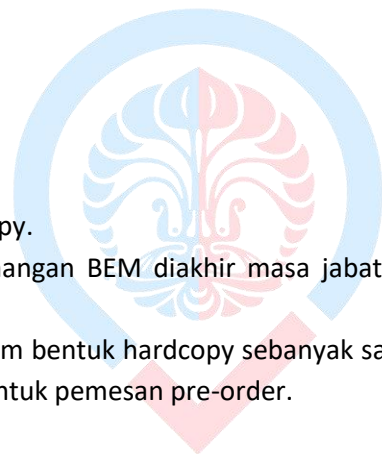 py.
angan BEM diakhir masa jabat
m bentuk hardcopy sebanyak sa
ntuk pemesan pre-order.